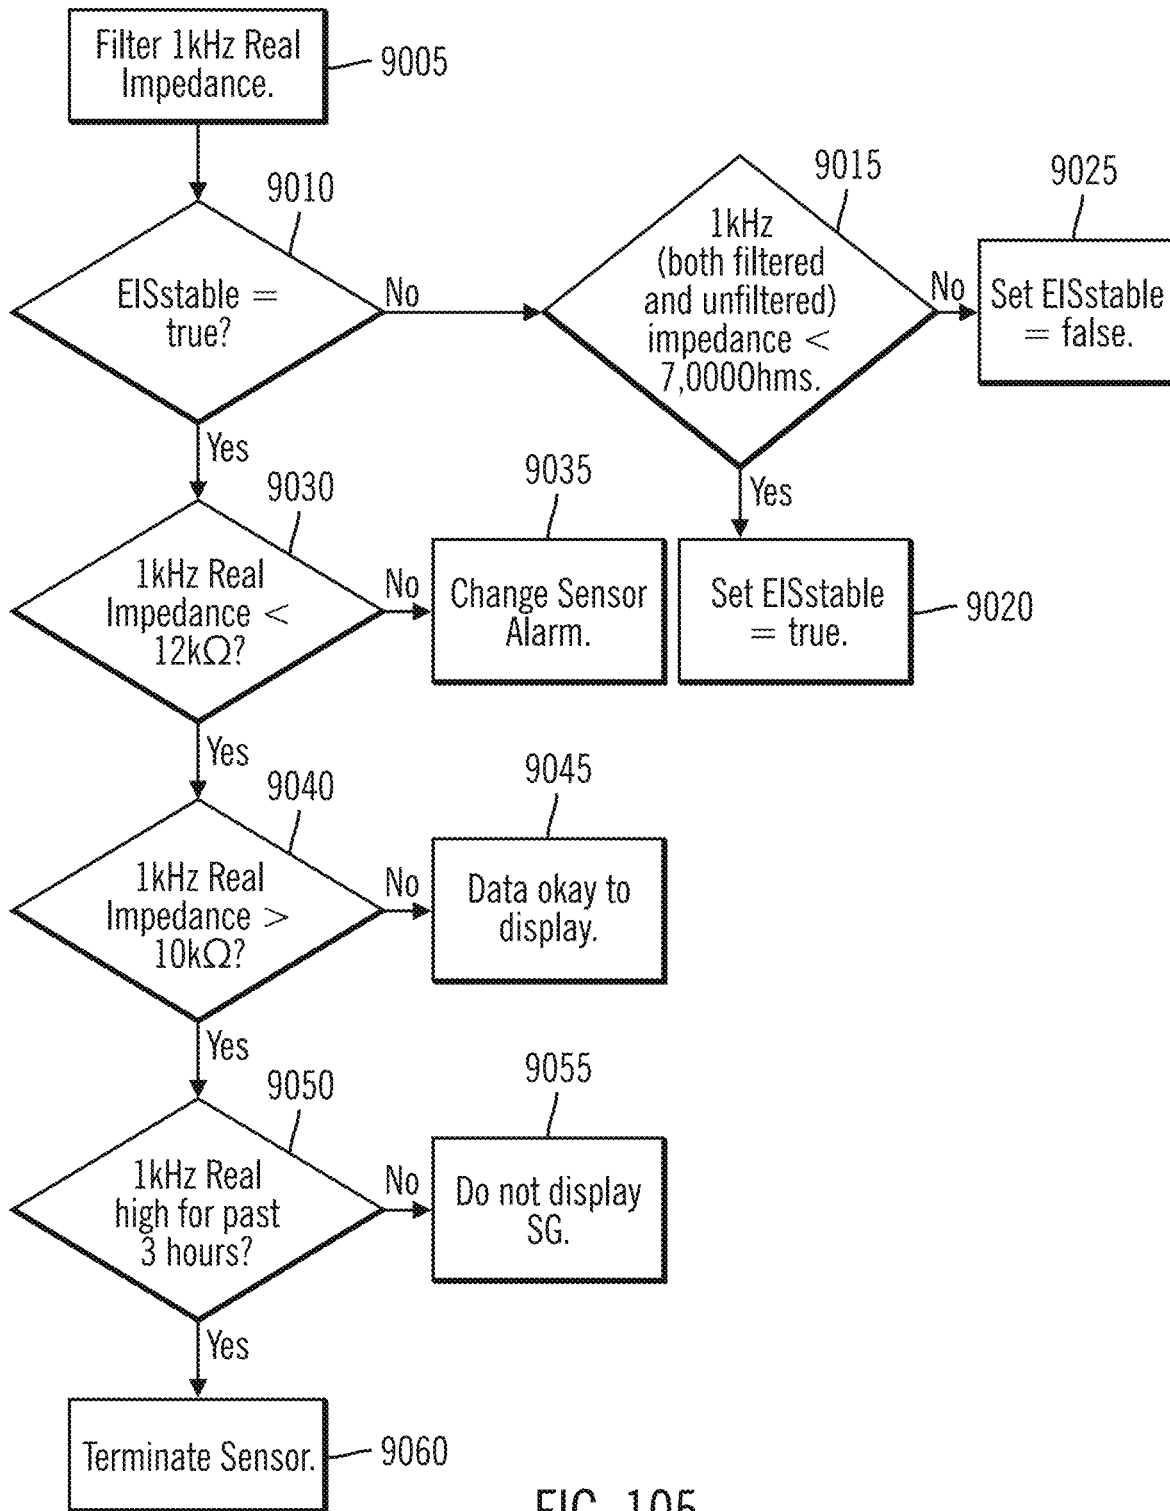 Filter 1kHz Real
Impedance.
9005
9010
EISstable =
true?
No
Yes
9015
1kHz
(both filtered
and unfiltered)
impedance <
7,0000hms.
No
Yes
9025
Set EISstable
= false.
Set EISstable
= true.
9020
9030
1kHz Real
Impedance <
12kΩ?
No
Yes
9035
Change Sensor
Alarm.
9040
1kHz Real
Impedance >
10kΩ?
No
Yes
9045
Data okay to
display.
9050
1kHz Real
high for past
3 hours?
No
Yes
9055
Do not display
SG.
Terminate Sensor.
9060
FIG. 105